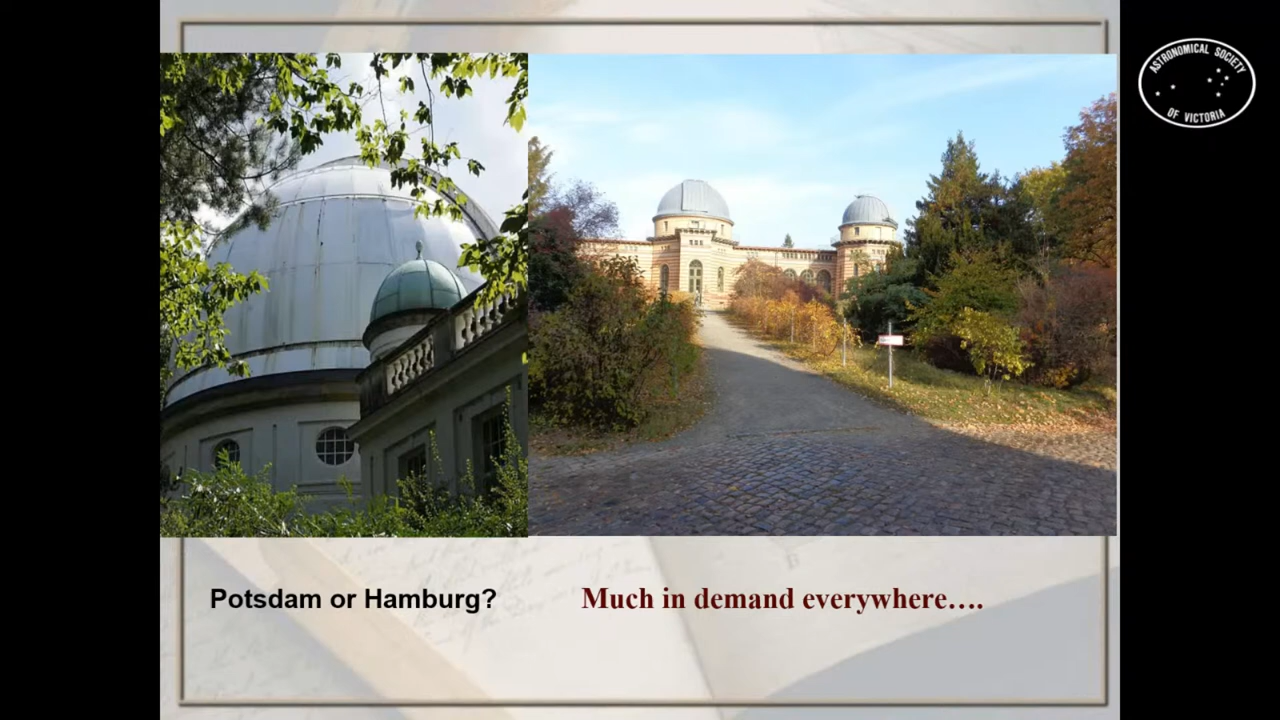 ASTRONOMICAL SOCIETY
OF VICTORIA
Potsdam or Hamburg?
Much in demand everywhere….